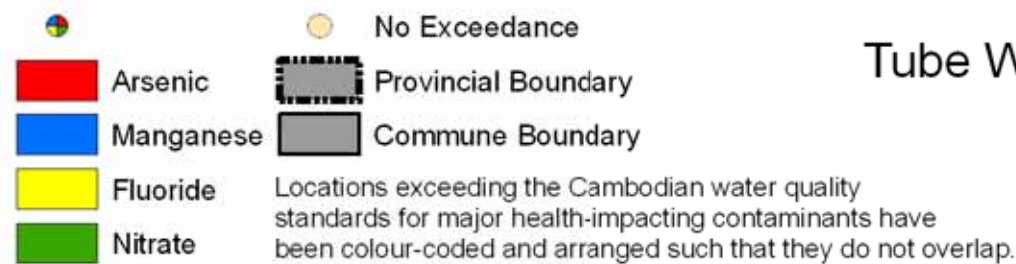 No Exceedance
Tube W
Arsenic
Provincial Boundary
Manganese
Commune Boundary
Fluoride
Nitrate
Locations exceeding the Cambodian water quality
standards for major health-impacting contaminants have
been colour-coded and arranged such that they do not overlap.